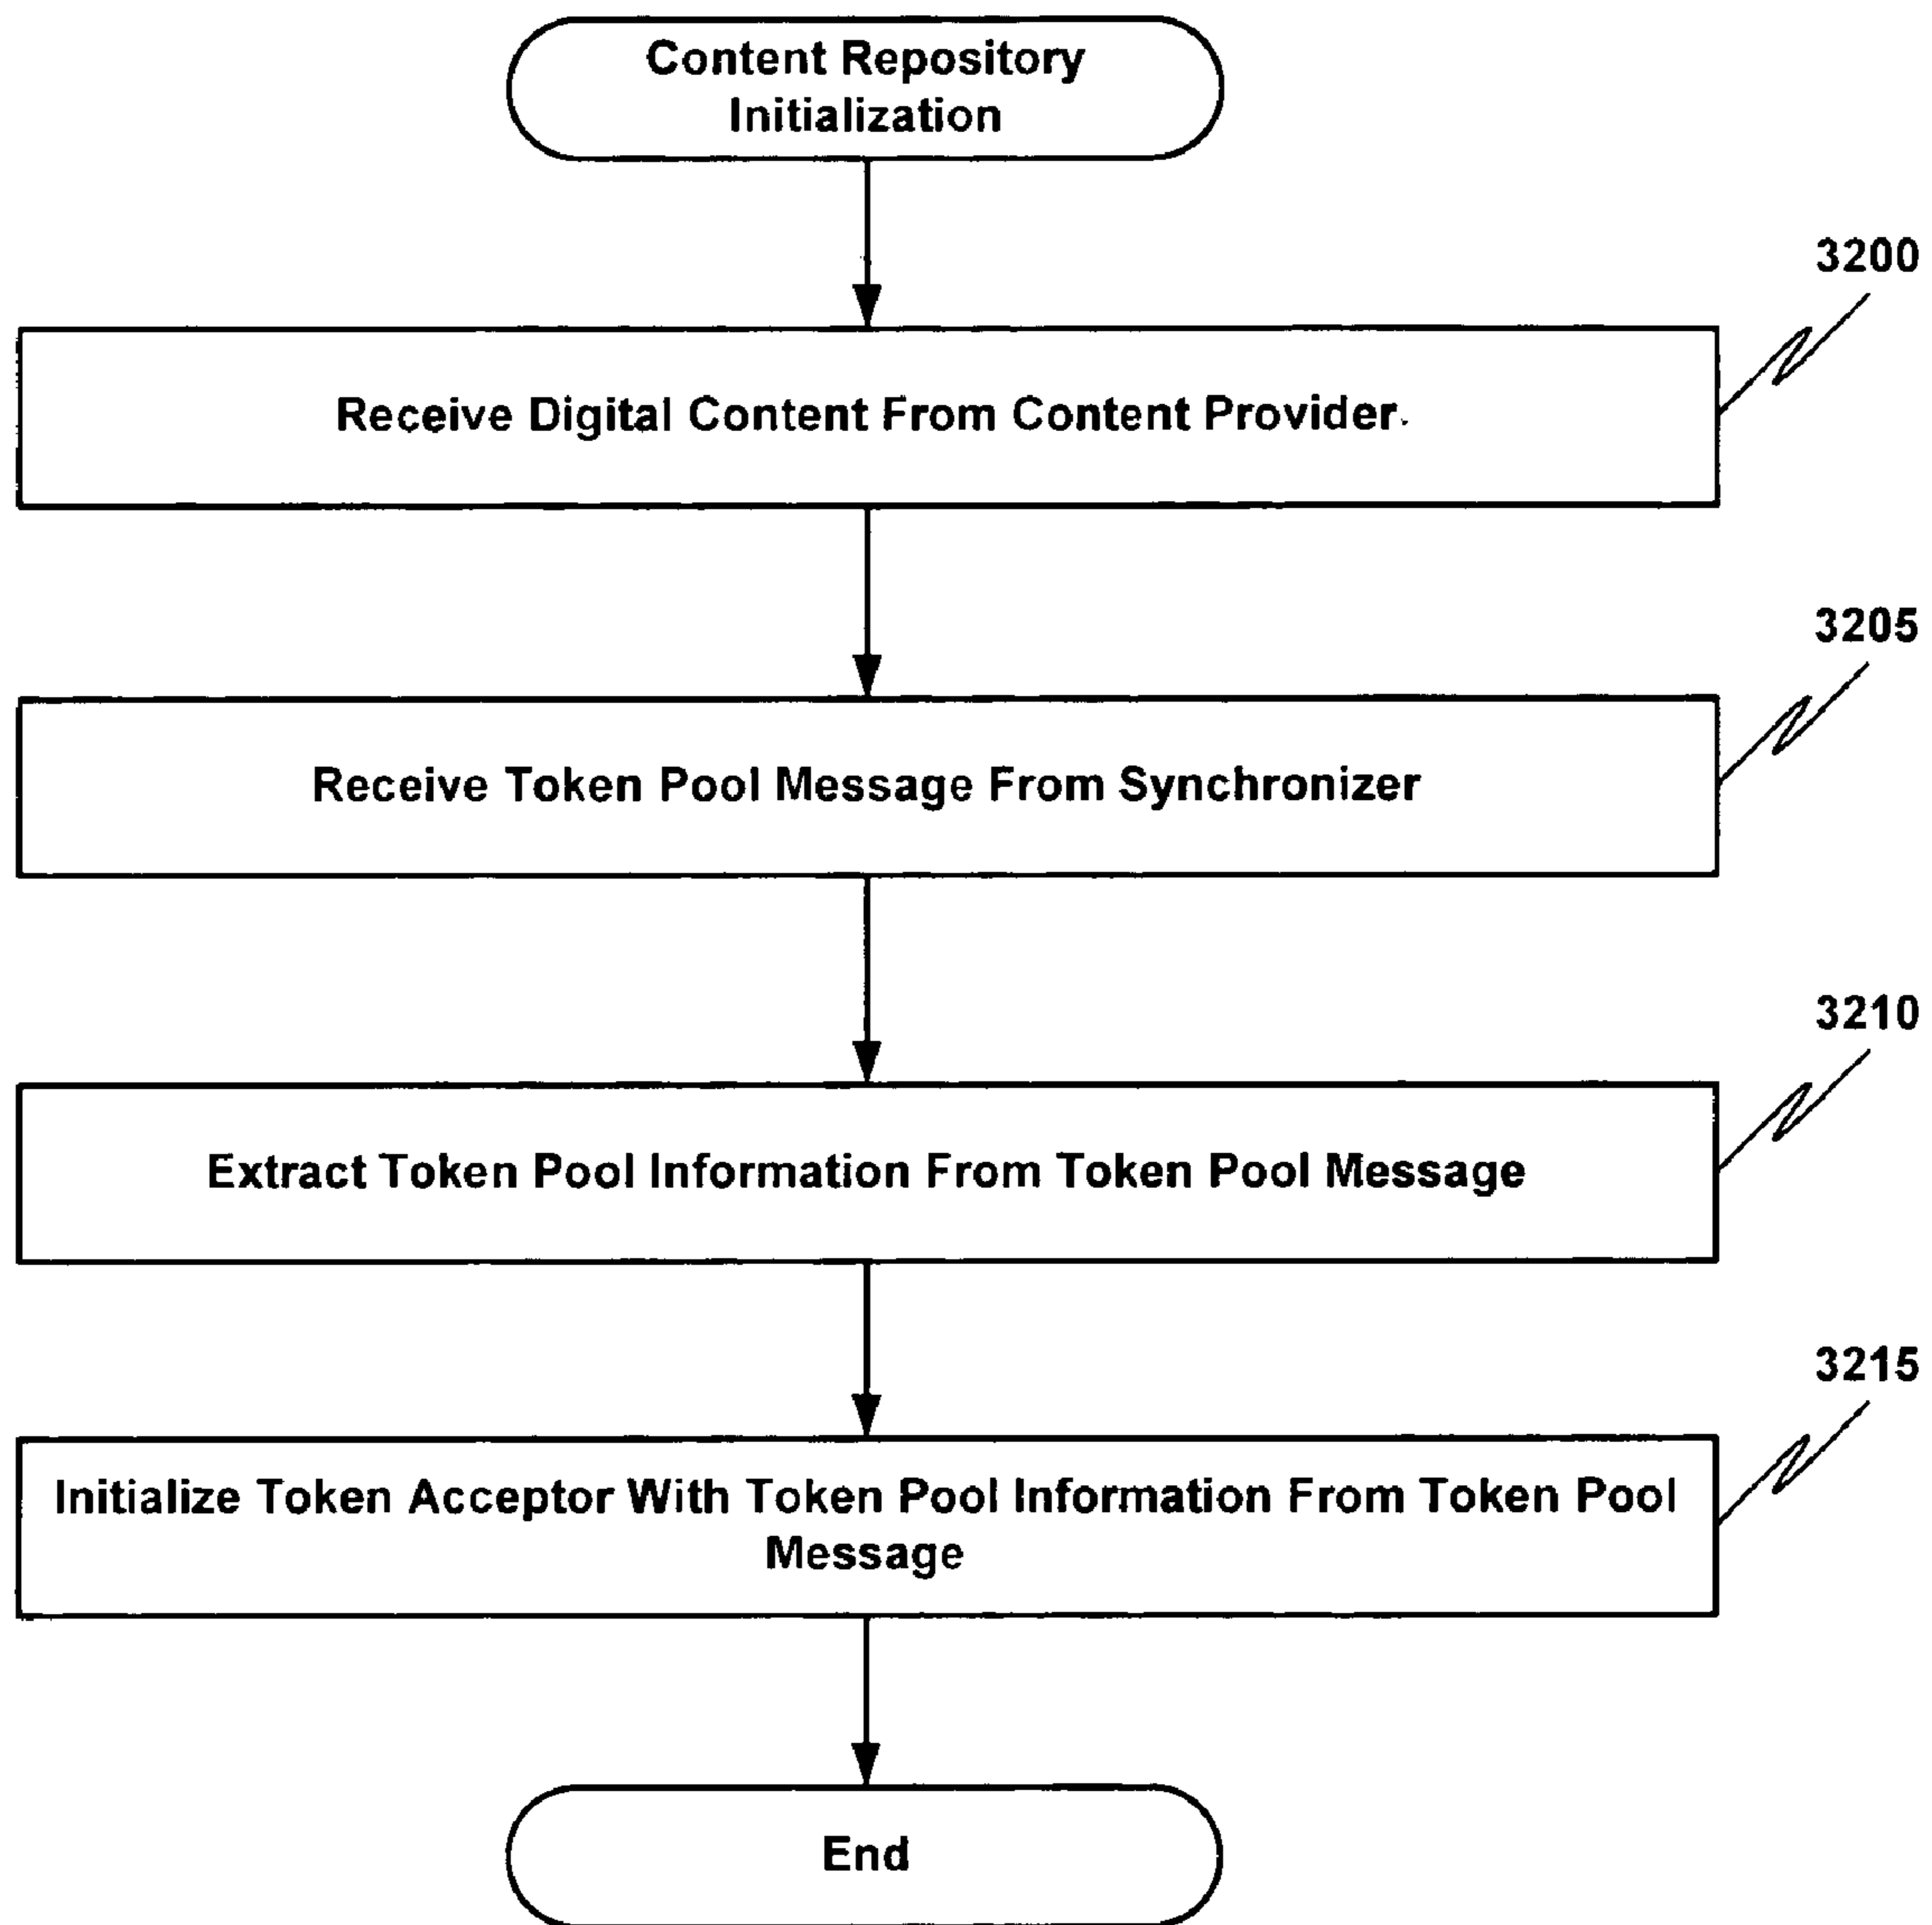 Content Repository
Initialization
3200
Receive Digital Content From Content Provider
3205
Receive Token Pool Message From Synchronizer
3210
Extract Token Pool Information From Token Pool Message
3215
Initialize Token Acceptor With Token Pool Information From Token Pool
Message
End